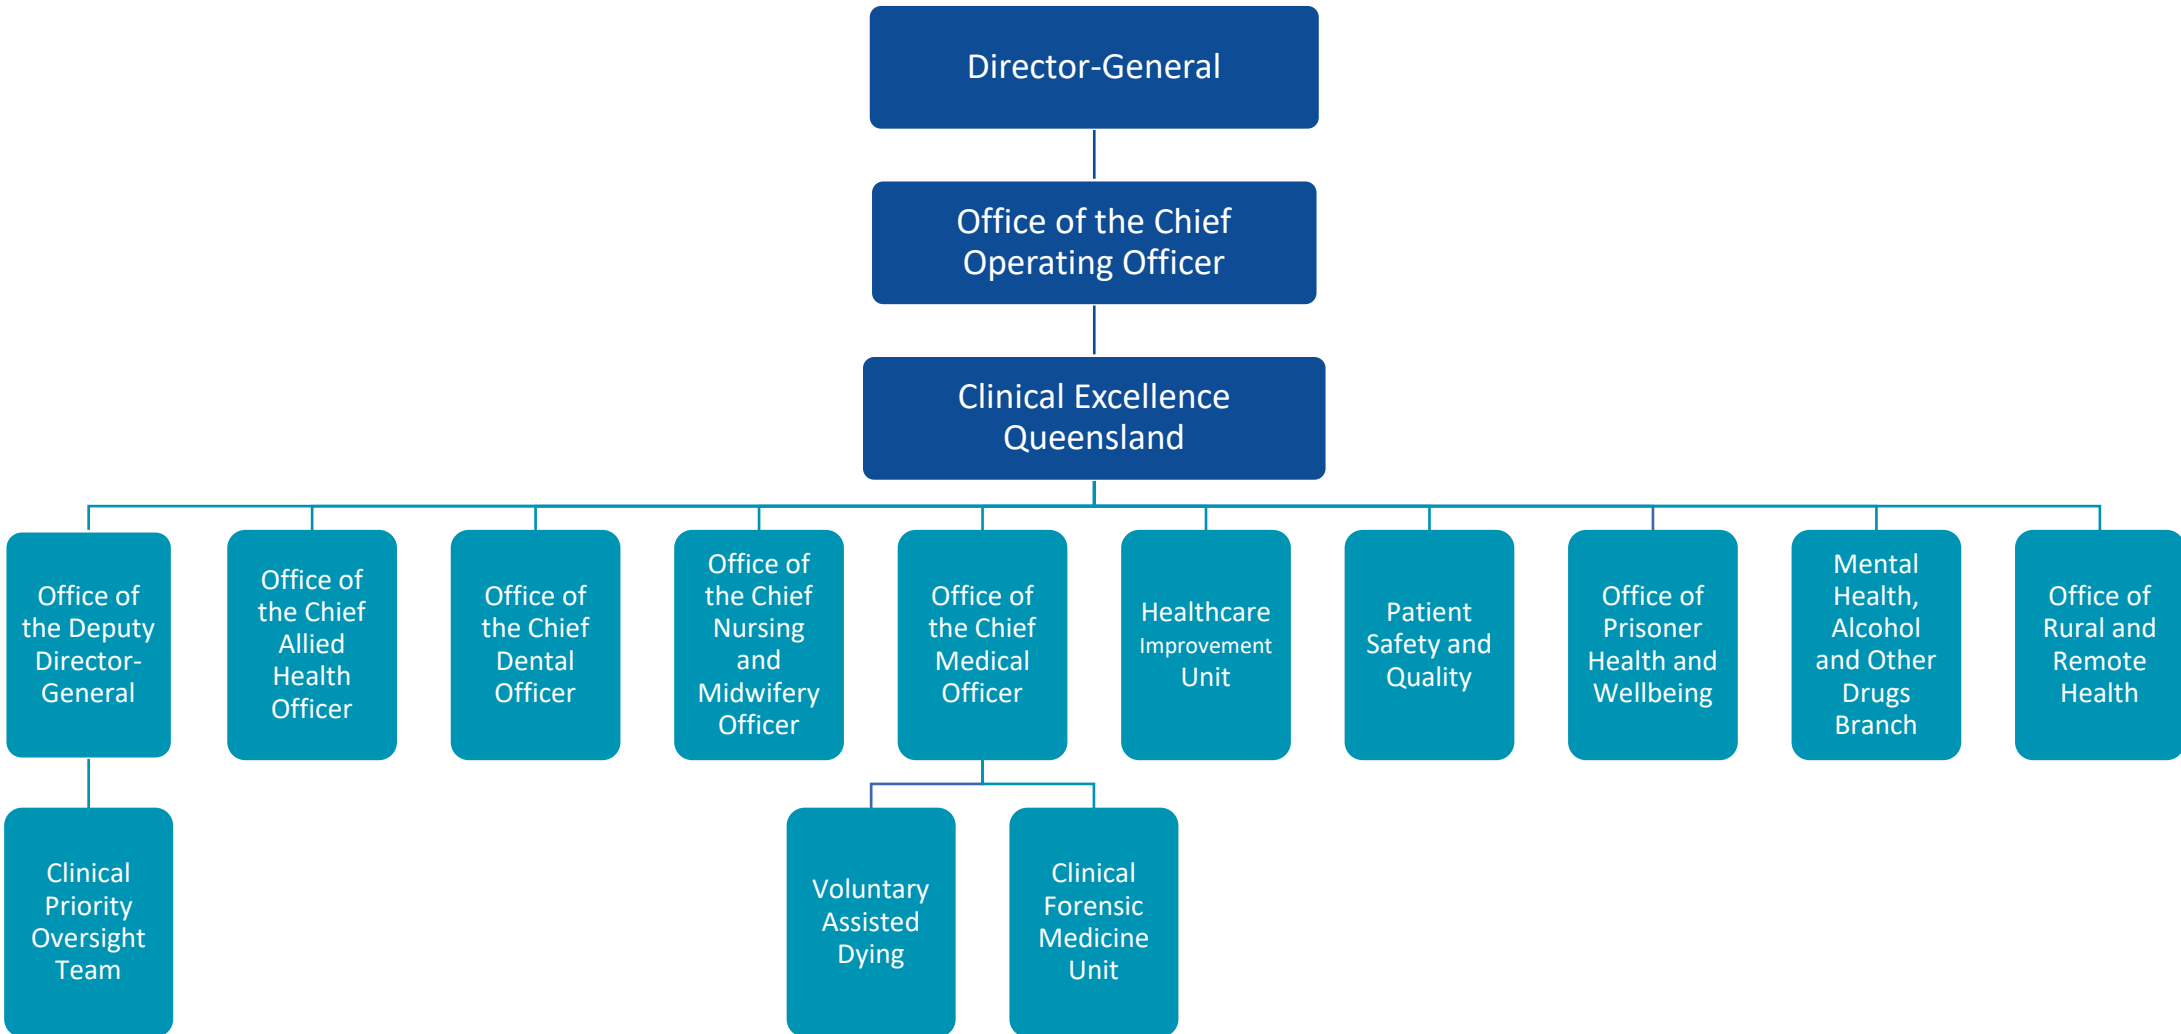 Director-General
Office of the Chief
Operating Officer
Clinical Excellence
Queensland
Office of
the Deputy
Director-
General
Office of
the Chief
Allied
Health
Officer
Office of
the Chief
Dental
Officer
Office of
the Chief
Nursing
and
Midwifery
Officer
Office of
the Chief
Medical
Officer
Healthcare
Improvement
Unit
Patient
Safety and
Quality
Office of
Prisoner
Health and
Wellbeing
Mental
Health,
Alcohol
and Other
Drugs
Branch
Office of
Rural and
Remote
Health
Clinical
Priority
Oversight
Team
Voluntary
Assisted
Dying
Clinical
Forensic
Medicine
Unit